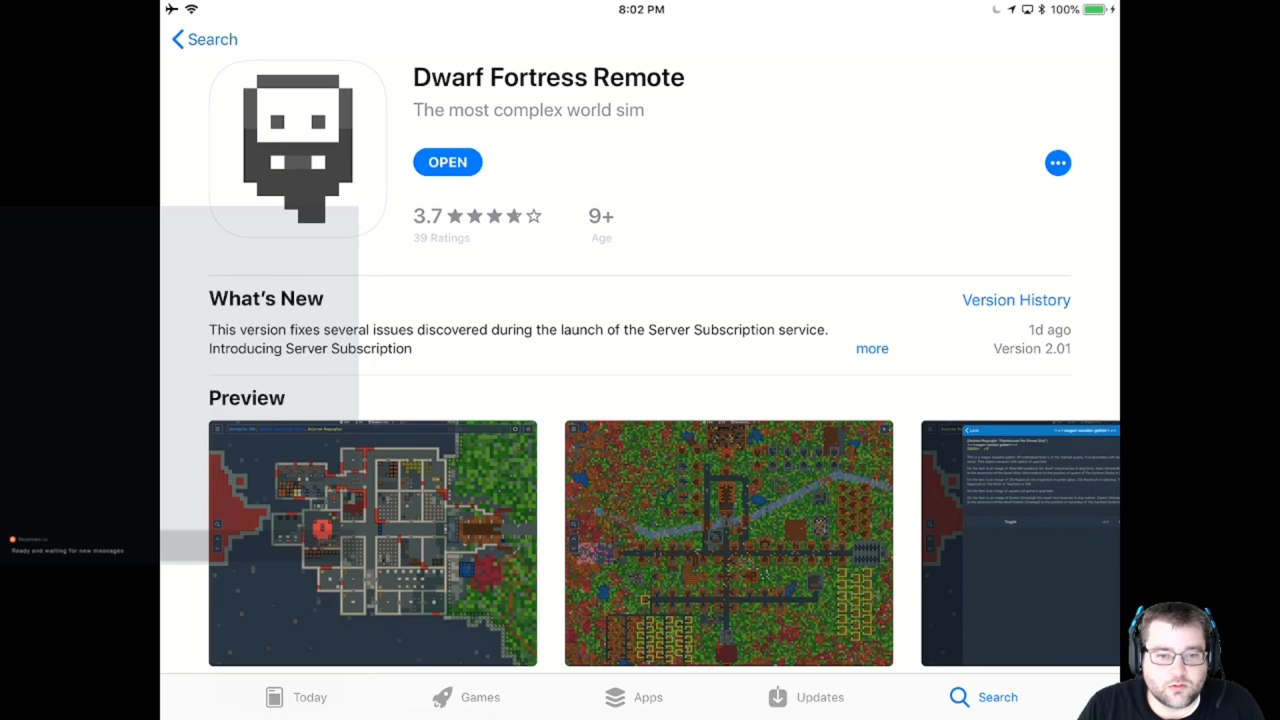 8:02 PM
100%
Search
Dwarf Fortress Remote
The most complex world sim
OPEN
3.7
39 Ratings
9+
Age
What's New
Version History
This version fixes several issues discovered during the launch of the Server Subscription service.
1d ago
Introducing Server Subscription
more
Version 2.01
Preview
Restream.io
Ready and waiting for new messages
Today
Games
Apps
Updates
Search